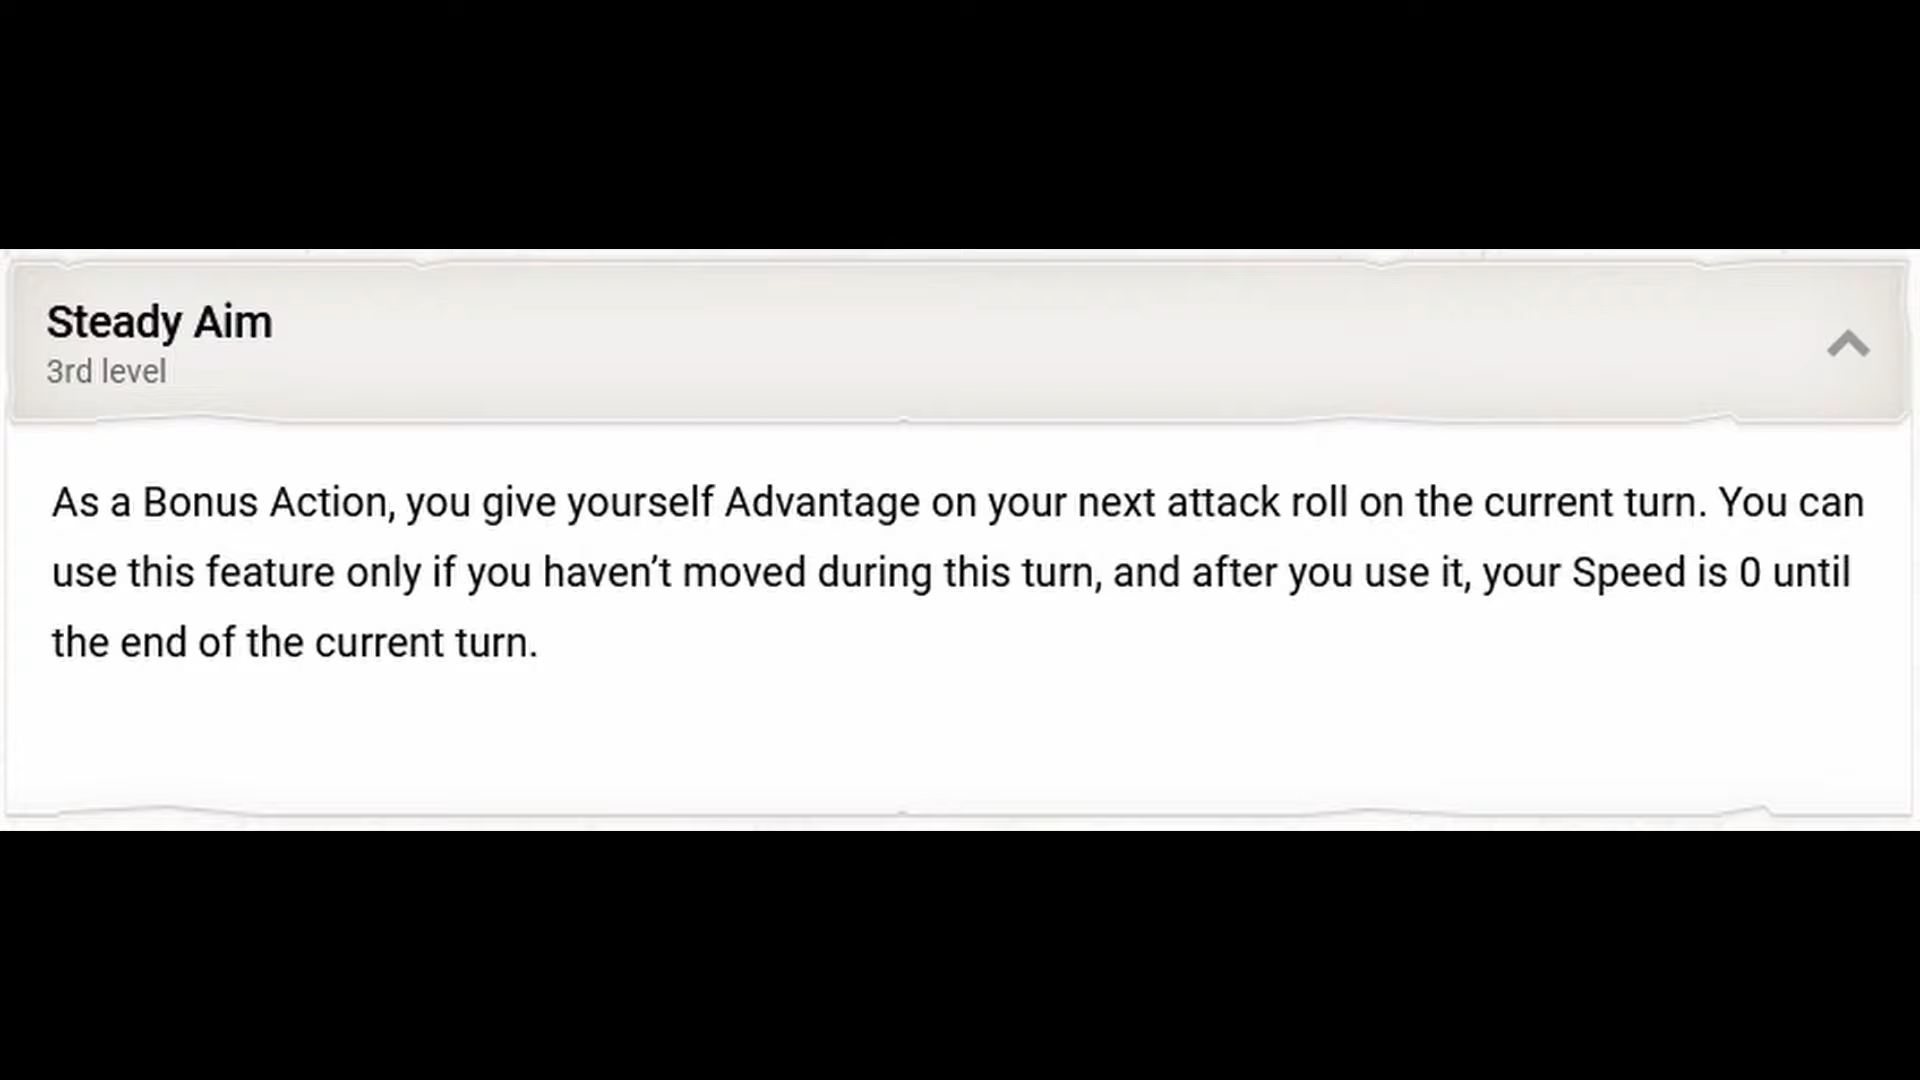 Steady Aim
3rd level
As a Bonus Action, you give yourself Advantage on your next attack roll on the current turn. You can
use this feature only if you haven’t moved during this turn, and after you use it, your Speed is 0 until
the end of the current turn.